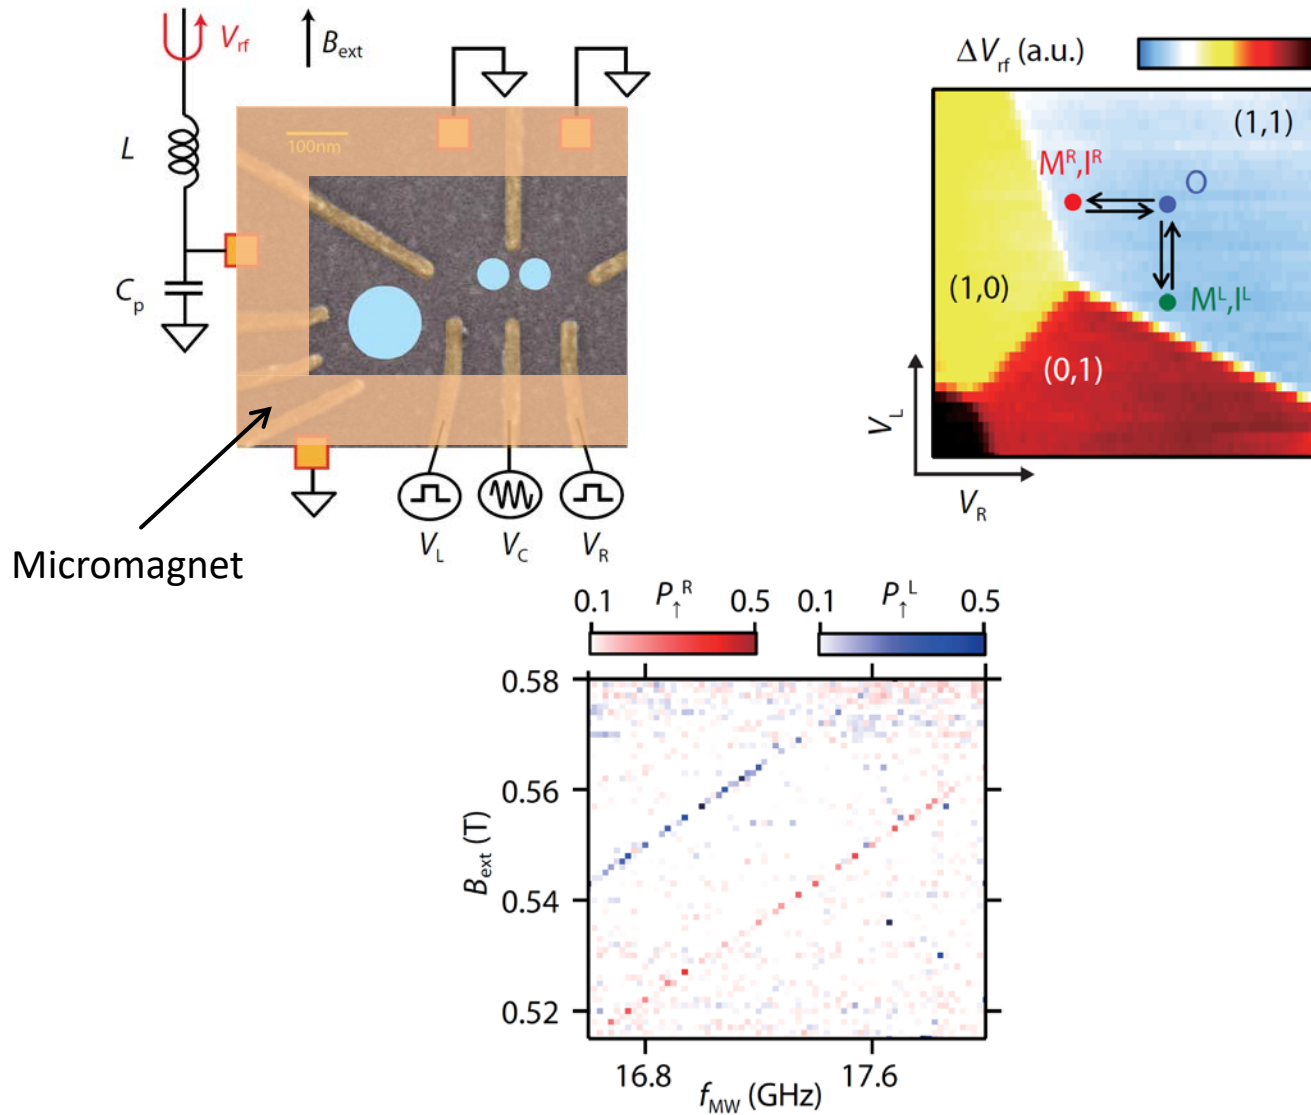 V_rf
B_ext
L
C_p
100nm
V_L
V_C
V_R
Micromagnet
ΔV_rf (a.u.)
(1,1)
M^R,I^R
O
(1,0)
M^L,I^L
(0,1)
V_L
V_R
0.1 P_↑^R 0.5
0.1 P_↑^L 0.5
0.58
0.56
0.54
0.52
B_ext (T)
16.8
17.6
f_MW (GHz)